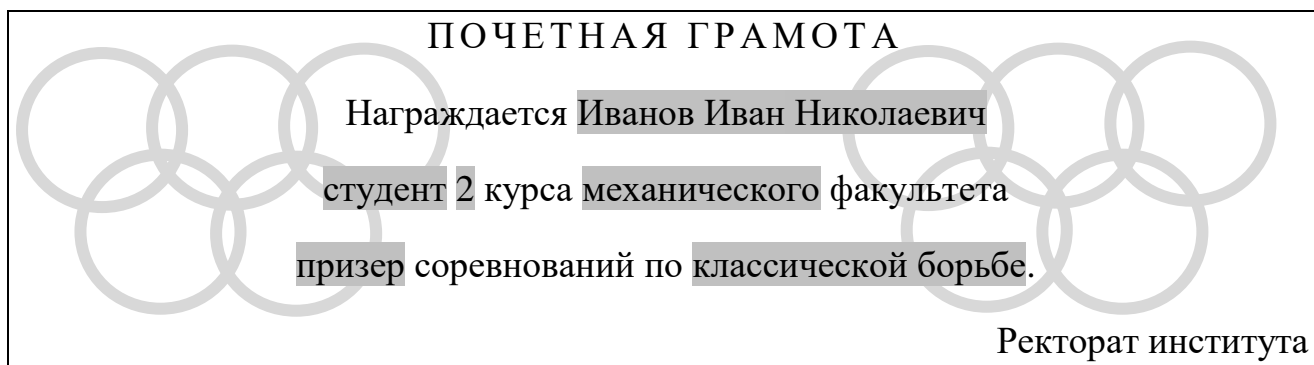 ПОЧЕТНАЯ ГРАМОТА
Награждается Иванов Иван Николаевич
студент 2 курса механического факультета
призер соревнований по классической борьбе.
Ректорат института